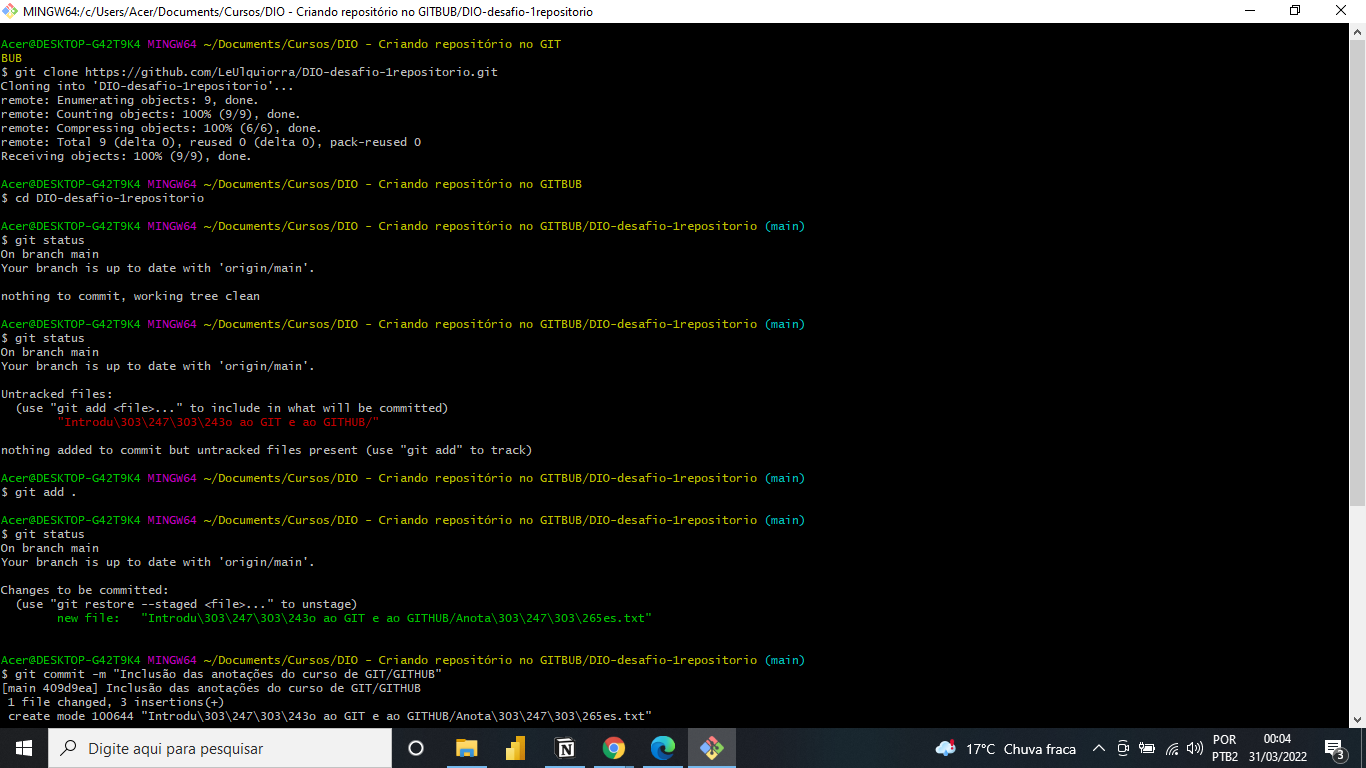 MINGW64:/c/Users/Acer/Documents/Cursos/DIO - Criando repositório no GITBUB/DIO-desafio-1repositorio
Acer@DESKTOP-G42T9K4 MINGW64 ~/Documents/Cursos/DIO - Criando repositório no GIT
BUB
$ git clone https://github.com/LeUlquiorra/DIO-desafio-1repositorio.git
Cloning into 'DIO-desafio-1repositorio'...
remote: Enumerating objects: 9, done.
remote: Counting objects: 100% (9/9), done.
remote: Compressing objects: 100% (6/6), done.
remote: Total 9 (delta 0), reused 0 (delta 0), pack-reused 0
Receiving objects: 100% (9/9), done.
Acer@DESKTOP-G42T9K4 MINGW64 ~/Documents/Cursos/DIO - Criando repositório no GITBUB
$ cd DIO-desafio-1repositorio
Acer@DESKTOP-G42T9K4 MINGW64 ~/Documents/Cursos/DIO - Criando repositório no GITBUB/DIO-desafio-1repositorio (main)
$ git status
On branch main
Your branch is up to date with 'origin/main'.
nothing to commit, working tree clean
Acer@DESKTOP-G42T9K4 MINGW64 ~/Documents/Cursos/DIO - Criando repositório no GITBUB/DIO-desafio-1repositorio (main)
$ git status
On branch main
Your branch is up to date with 'origin/main'.
Untracked files:
(use "git add <file>..." to include in what will be committed)
"Introdu\303\247\303\243o ao GIT e ao GITHUB/"
nothing added to commit but untracked files present (use "git add" to track)
Acer@DESKTOP-G42T9K4 MINGW64 ~/Documents/Cursos/DIO - Criando repositório no GITBUB/DIO-desafio-1repositorio (main)
$ git add .
Acer@DESKTOP-G42T9K4 MINGW64 ~/Documents/Cursos/DIO - Criando repositório no GITBUB/DIO-desafio-1repositorio (main)
$ git status
On branch main
Your branch is up to date with 'origin/main'.
Changes to be committed:
(use "git restore --staged <file>..." to unstage)
new file:   "Introdu\303\247\303\243o ao GIT e ao GITHUB/Anota\303\247\303\265es.txt"
Acer@DESKTOP-G42T9K4 MINGW64 ~/Documents/Cursos/DIO - Criando repositório no GITBUB/DIO-desafio-1repositorio (main)
$ git commit -m "Inclusão das anotações do curso de GIT/GITHUB"
[main 409d9ea] Inclusão das anotações do curso de GIT/GITHUB
1 file changed, 3 insertions(+)
create mode 100644 "Introdu\303\247\303\243o ao GIT e ao GITHUB/Anota\303\247\303\265es.txt"
Digite aqui para pesquisar
17°C Chuva fraca
POR
PTB2
00:04
31/03/2022
3